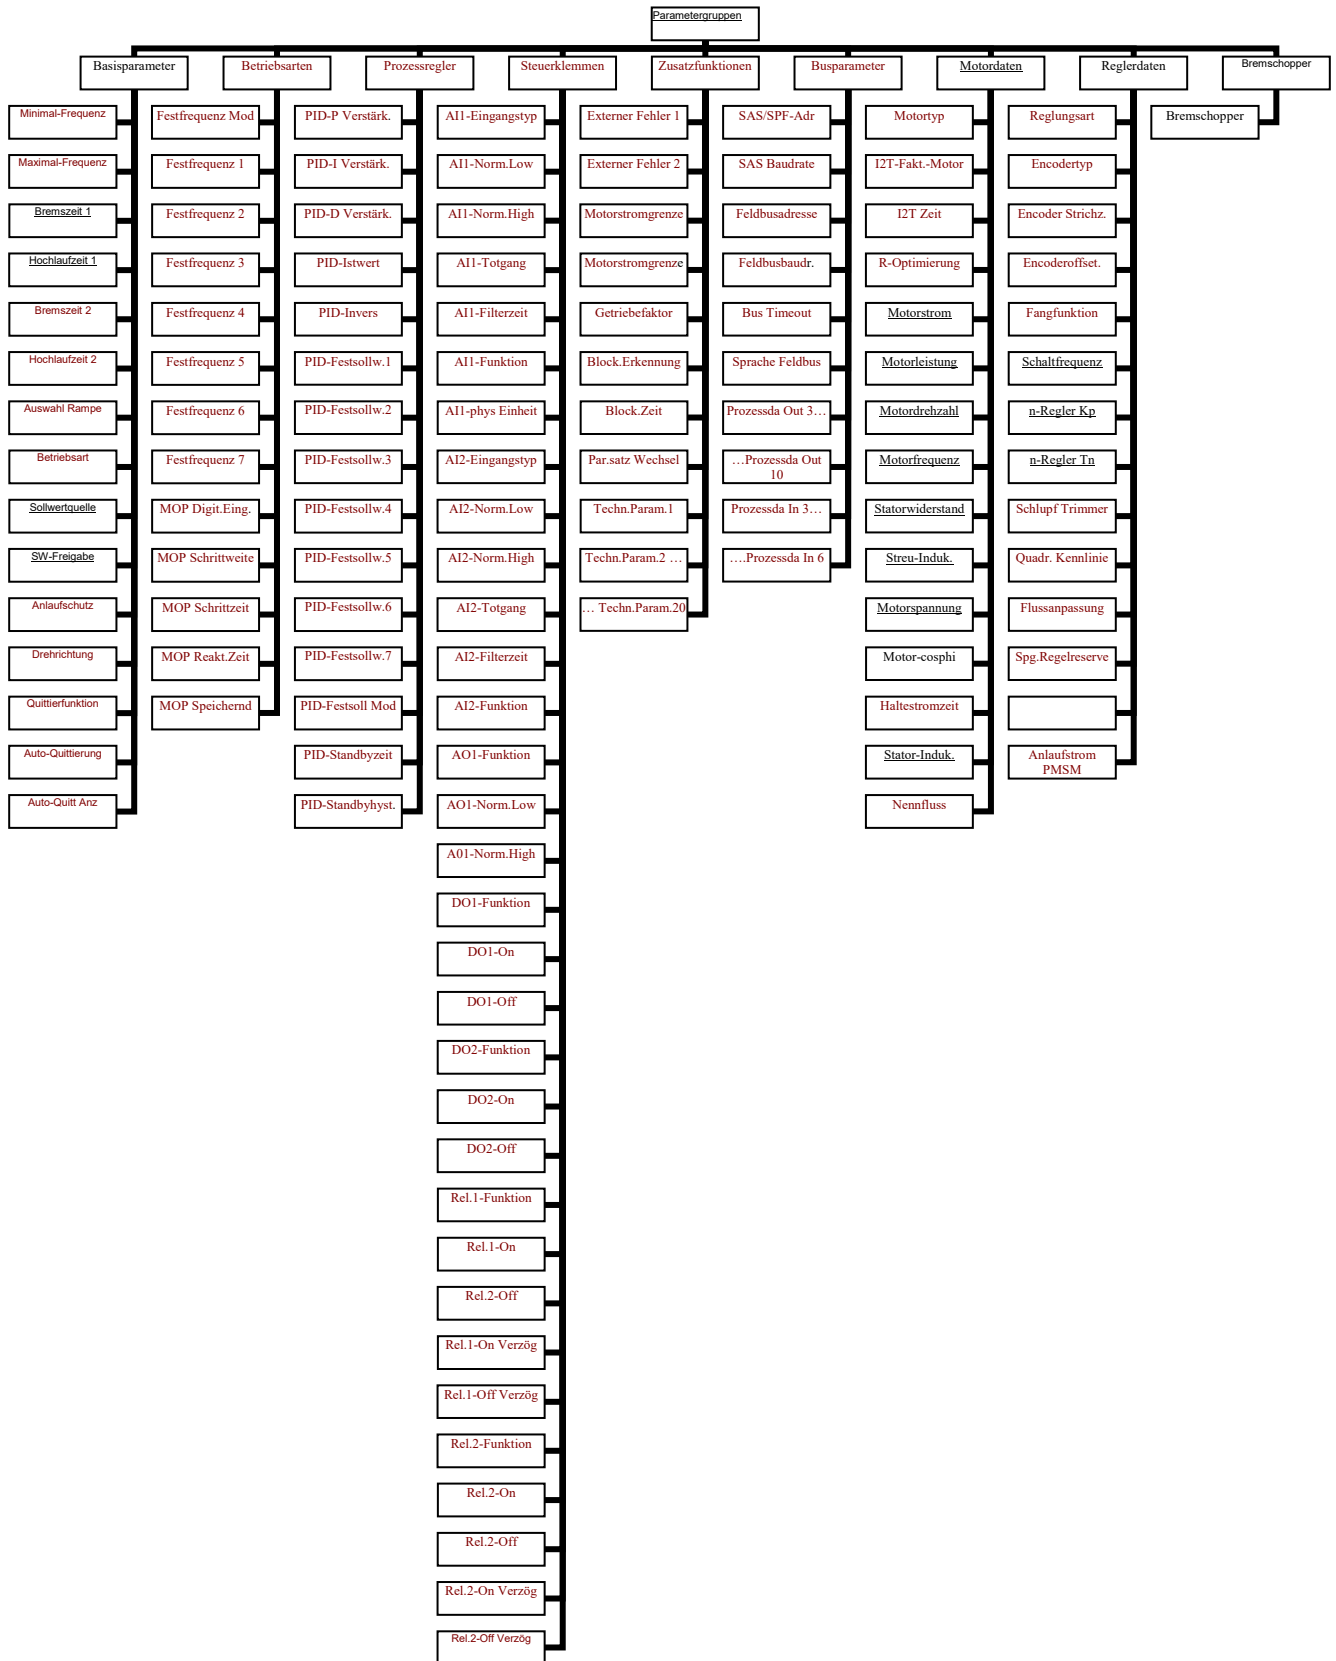 Parametergruppen
Basisparameter
Betriebsarten
Prozessregler
Steuerklemmen
Zusatzfunktionen
Busparameter
Motordaten
Reglerdaten
Bremschopper
Minimal-Frequenz
Maximal-Frequenz
Bremszeit 1
Hochlaufzeit 1
Bremszeit 2
Hochlaufzeit 2
Auswahl Rampe
Betriebsart
Sollwertquelle
SW-Freigabe
Anlaufschutz
Drehrichtung
Quittierfunktion
Auto-Quittierung
Auto-Quitt Anz
Festfrequenz Mod
Festfrequenz 1
Festfrequenz 2
Festfrequenz 3
Festfrequenz 4
Festfrequenz 5
Festfrequenz 6
Festfrequenz 7
MOP Digit.Eing.
MOP Schrittweite
MOP Schrittzeit
MOP Reakt.Zeit
MOP Speichernd
PID-P Verstärk.
PID-I Verstärk.
PID-D Verstärk.
PID-Istwert
PID-Invers
PID-Festsollw.1
PID-Festsollw.2
PID-Festsollw.3
PID-Festsollw.4
PID-Festsollw.5
PID-Festsollw.6
PID-Festsollw.7
PID-Festsoll Mod
PID-Standbyzeit
PID-Standbyhyst.
AI1-Eingangstyp
AI1-Norm.Low
AI1-Norm.High
AI1-Totgang
AI1-Filterzeit
AI1-Funktion
AI1-phys Einheit
AI2-Eingangstyp
AI2-Norm.Low
AI2-Norm.High
AI2-Totgang
AI2-Filterzeit
AI2-Funktion
AO1-Funktion
AO1-Norm.Low
A01-Norm.High
DO1-Funktion
DO1-On
DO1-Off
DO2-Funktion
DO2-On
DO2-Off
Rel.1-Funktion
Rel.1-On
Rel.2-Off
Rel.1-On Verzög
Rel.1-Off Verzög
Rel.2-Funktion
Rel.2-On
Rel.2-Off
Rel.2-On Verzög
Rel.2-Off Verzög
Externer Fehler 1
Externer Fehler 2
Motorstromgrenze
Motorstromgrenze
Getriebefaktor
Block.Erkennung
Block.Zeit
Par.satz Wechsel
Techn.Param.1
Techn.Param.2 …
… Techn.Param.20
SAS/SPF-Adr
SAS Baudrate
Feldbusadresse
Feldbusbaudr.
Bus Timeout
Sprache Feldbus
Prozessda Out 3…
…Prozessda Out
10
Prozessda In 3…
….Prozessda In 6
Motortyp
I2T-Fakt.-Motor
I2T Zeit
R-Optimierung
Motorstrom
Motorleistung
Motordrehzahl
Motorfrequenz
Statorwiderstand
Streu-Induk.
Motorspannung
Motor-cosphi
Haltestromzeit
Stator-Induk.
Nennfluss
Reglungsart
Encodertyp
Encoder Strichz.
Encoderoffset.
Fangfunktion
Schaltfrequenz
n-Regler Kp
n-Regler Tn
Schlupf Trimmer
Quadr. Kennlinie
Flussanpassung
Spg.Regelreserve
Anlaufstrom
PMSM
Bremschopper